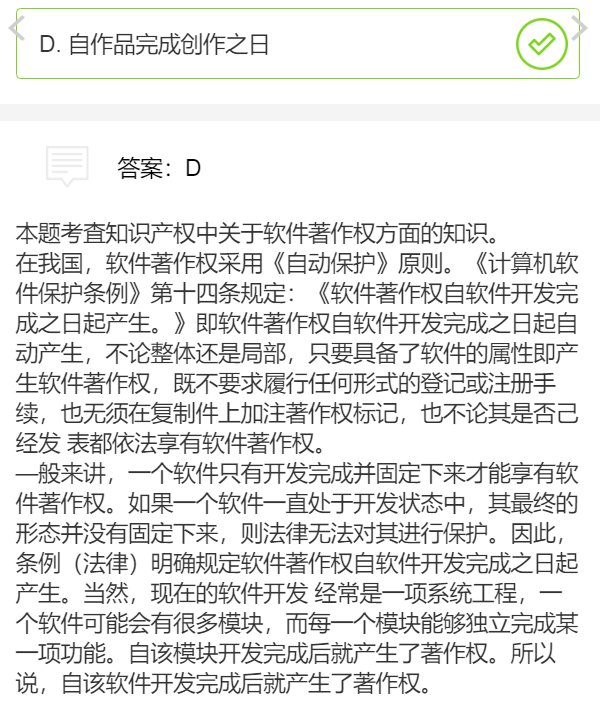 D. 自作品完成创作之日
答案：D
本题考查知识产权中关于软件著作权方面的知识。
在我国，软件著作权采用《自动保护》原则。《计算机软
件保护条例》第十四条规定：《软件著作权自软件开发完
成之日起产生。》即软件著作权自软件开发完成之日起自
动产生，不论整体还是局部，只要具备了软件的属性即产
生软件著作权，既不要求履行任何形式的登记或注册手
续，也无须在复制件上加注著作权标记，也不论其是否己
经发 表都依法享有软件著作权。
—般来讲，一个软件只有开发完成并固定下来才能享有软
件著作权。如果一个软件一直处于开发状态中，其最终的
形态并没有固定下来，则法律无法对其进行保护。因此，
条例（法律）明确规定软件著作权自软件开发完成之日起
产生。当然，现在的软件开发 经常是一项系统工程，一
个软件可能会有很多模块，而每一个模块能够独立完成某
一项功能。自该模块开发完成后就产生了著作权。所以
说，自该软件开发完成后就产生了著作权。